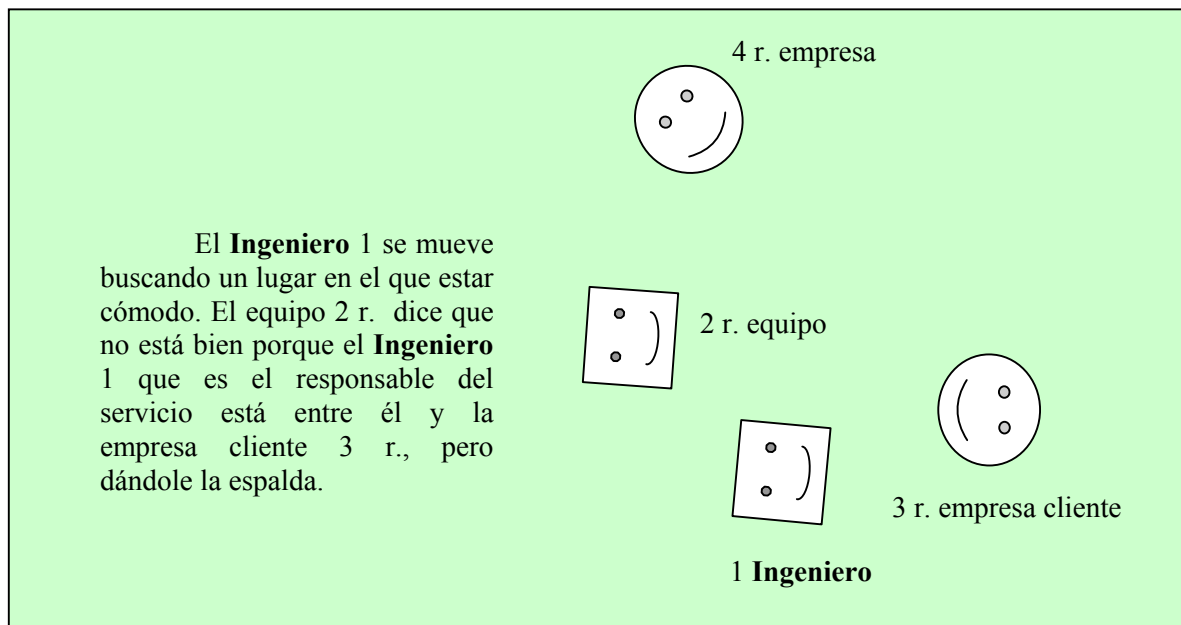 4 r. empresa
El Ingeniero 1 se mueve
buscando un lugar en el que estar
cómodo. El equipo 2 r. dice que
no está bien porque el Ingeniero
1 que es el responsable del
servicio está entre él y la
empresa cliente 3 r., pero
dándole la espalda.
2 r. equipo
3 r. empresa cliente
1 Ingeniero